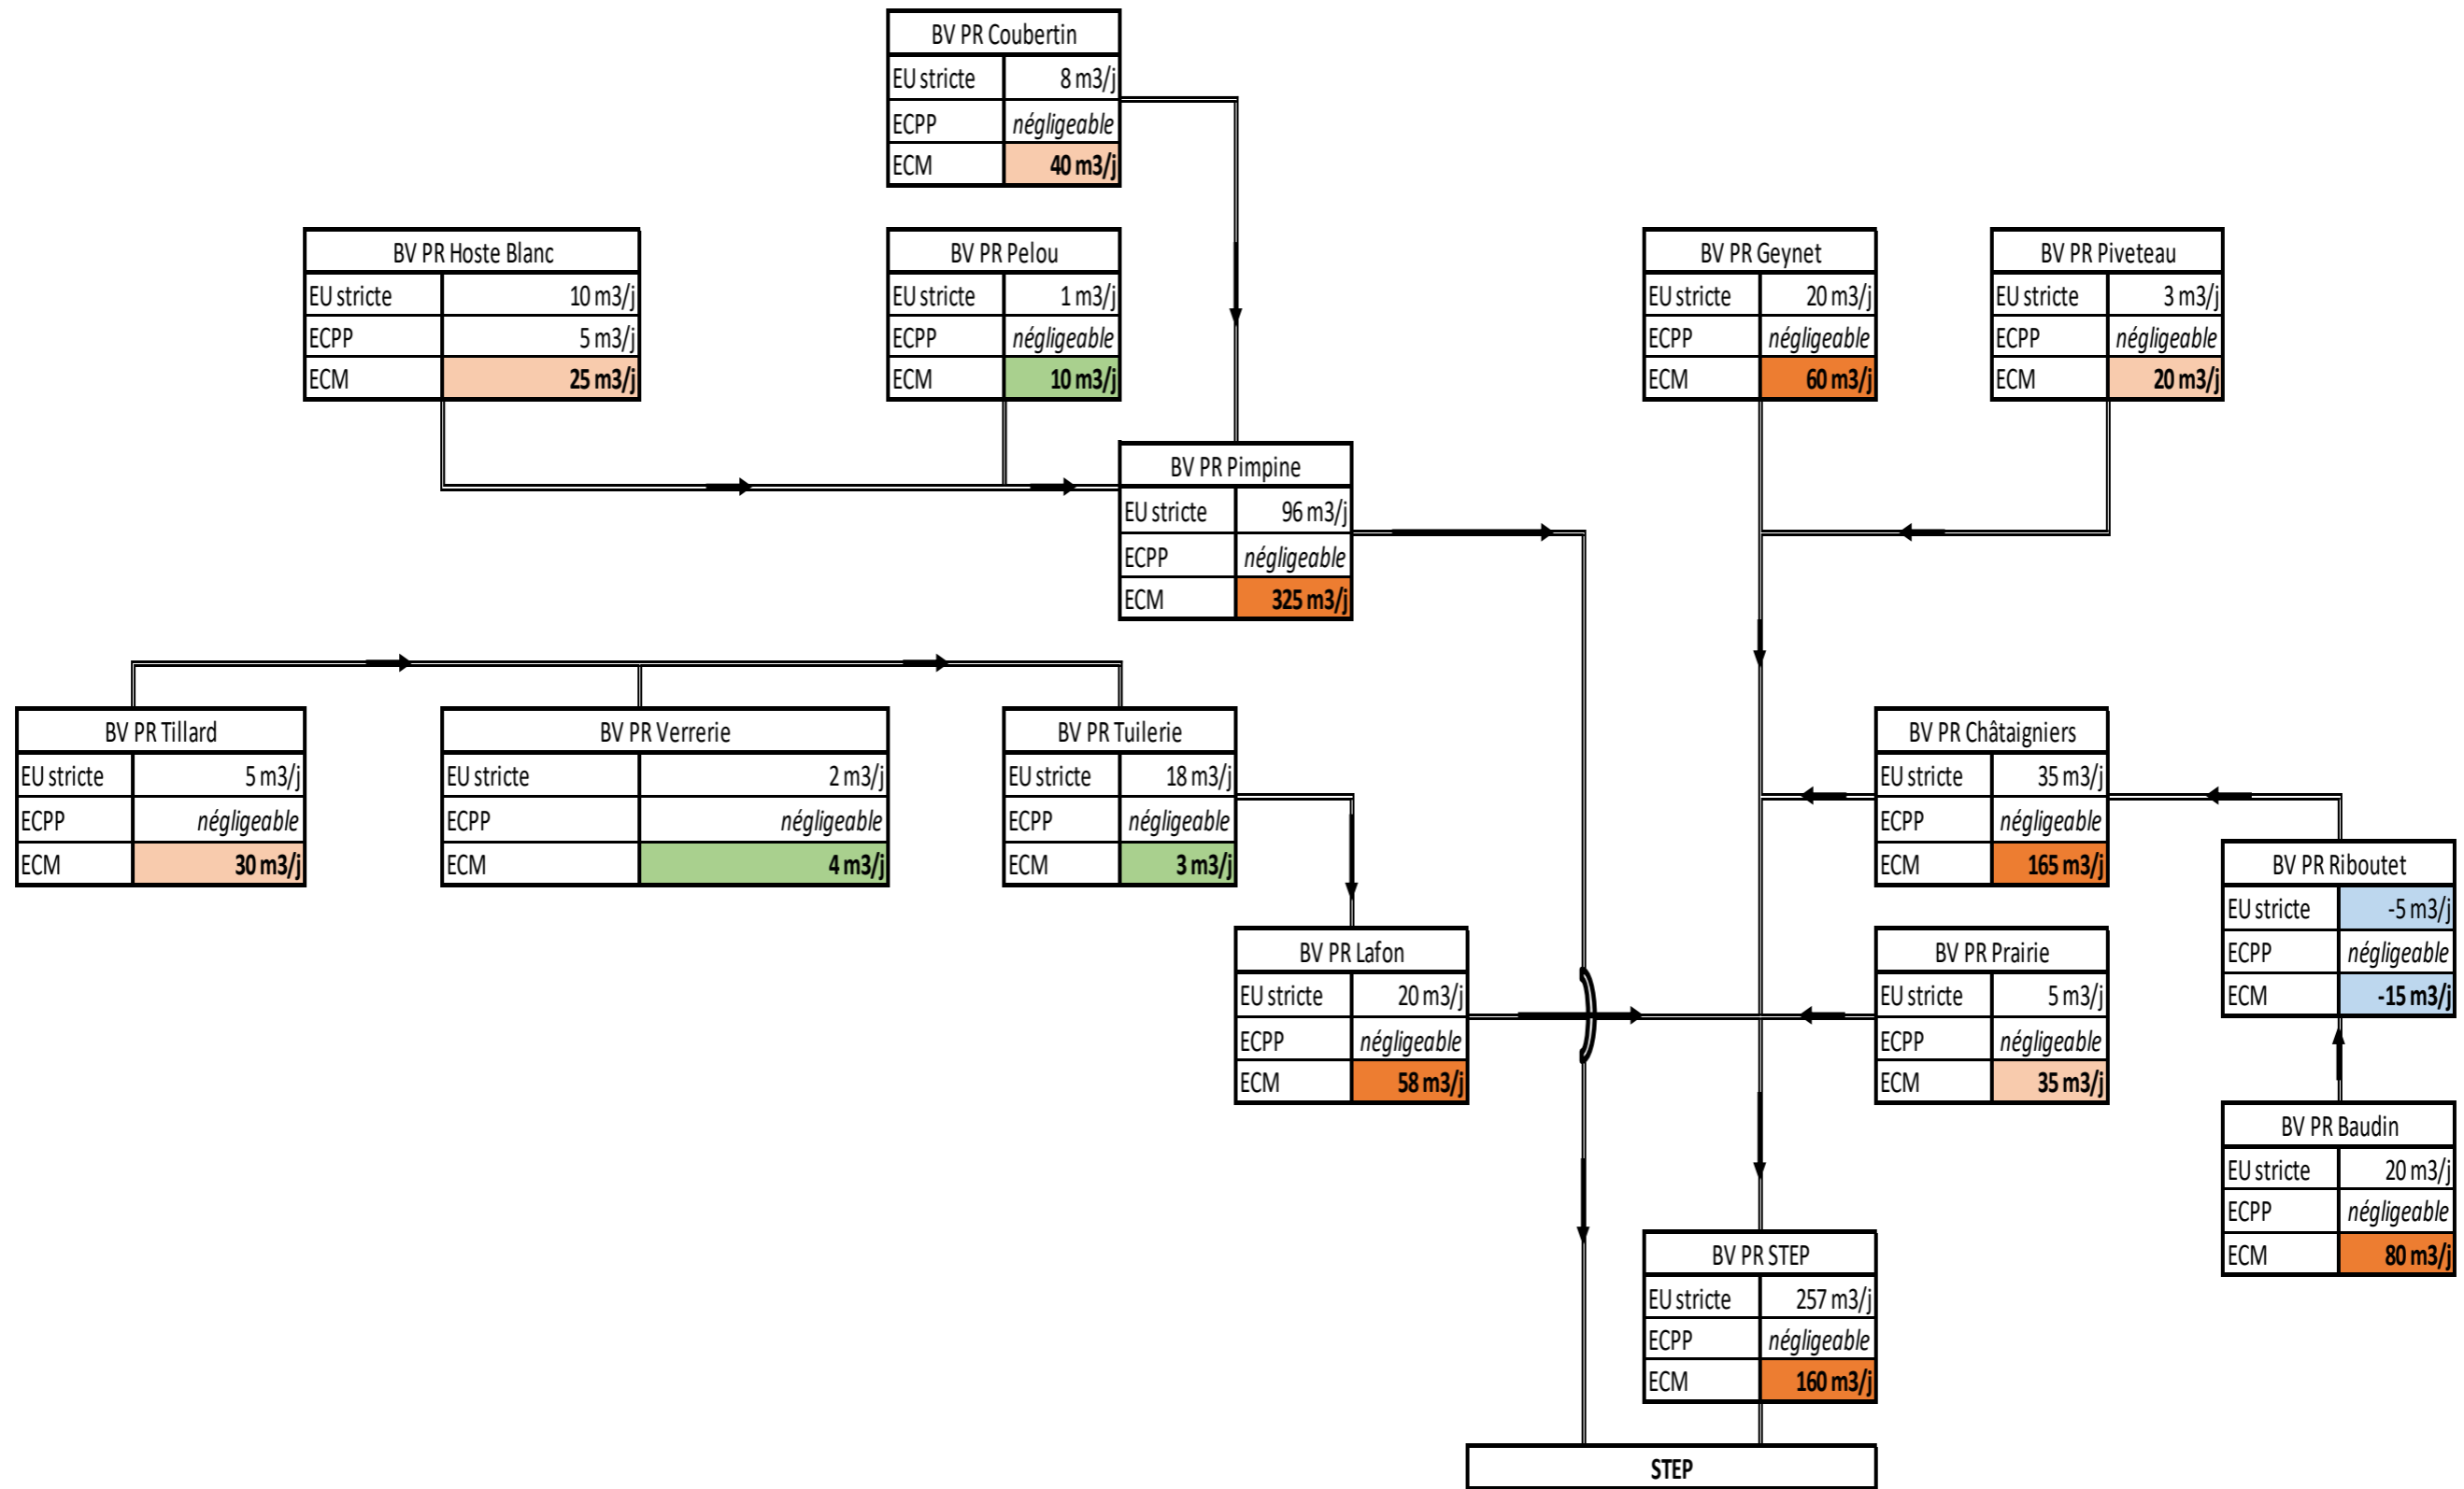 BV PR Coubertin
EU stricte 8 m3/j
ECPP négligeable
ECM 40 m3/j
BV PR Hoste Blanc
EU stricte 10 m3/j
ECPP 5 m3/j
ECM 25 m3/j
BV PR Pelou
EU stricte 1 m3/j
ECPP négligeable
ECM 10 m3/j
BV PR Geynet
EU stricte 20 m3/j
ECPP négligeable
ECM 60 m3/j
BV PR Piveteau
EU stricte 3 m3/j
ECPP négligeable
ECM 20 m3/j
BV PR Pimpine
EU stricte 96 m3/j
ECPP négligeable
ECM 325 m3/j
BV PR Tillard
EU stricte 5 m3/j
ECPP négligeable
ECM 30 m3/j
BV PR Verrerie
EU stricte 2 m3/j
ECPP négligeable
ECM 4 m3/j
BV PR Tuilerie
EU stricte 18 m3/j
ECPP négligeable
ECM 3 m3/j
BV PR Châtaigniers
EU stricte 35 m3/j
ECPP négligeable
ECM 165 m3/j
BV PR Riboutet
EU stricte -5 m3/j
ECPP négligeable
ECM -15 m3/j
BV PR Lafon
EU stricte 20 m3/j
ECPP négligeable
ECM 58 m3/j
BV PR Prairie
EU stricte 5 m3/j
ECPP négligeable
ECM 35 m3/j
BV PR Baudin
EU stricte 20 m3/j
ECPP négligeable
ECM 80 m3/j
BV PR STEP
EU stricte 257 m3/j
ECPP négligeable
ECM 160 m3/j
STEP